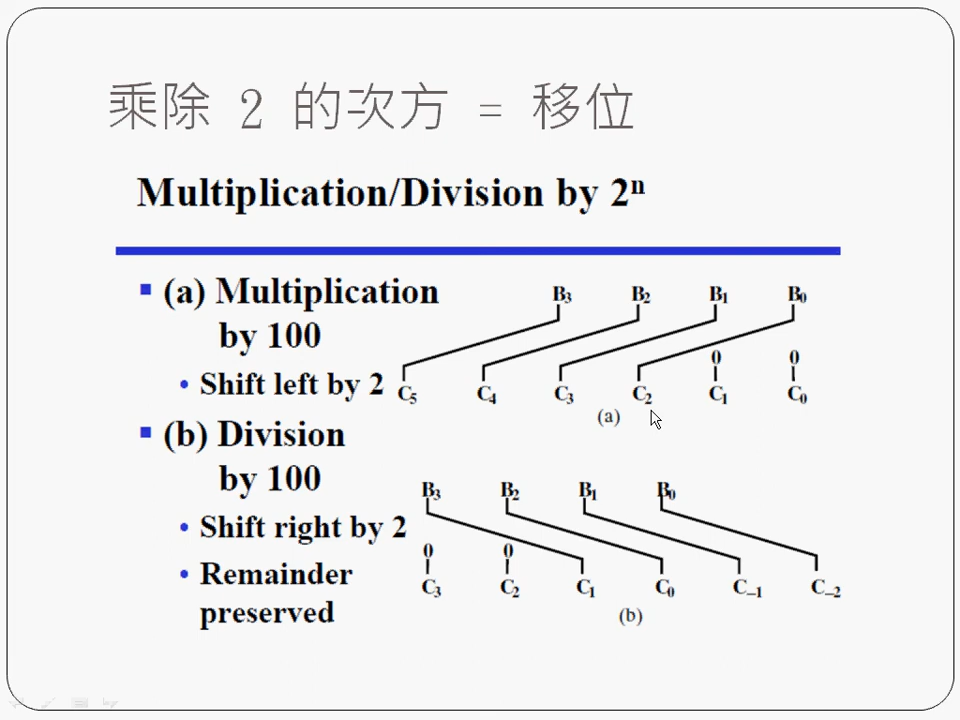 乘除 2 的次方 = 移位
Multiplication/Division by 2ⁿ
(a) Multiplication
by 100
Shift left by 2
B₃ B₂ B₁ B₀
0 0
C₅ C₄ C₃ C₂ C₁ C₀
(a)
(b) Division
by 100
Shift right by 2
Remainder
preserved
B₃ B₂ B₁ B₀
0 0
C₃ C₂ C₁ C₀ C₋₁ C₋₂
(b)